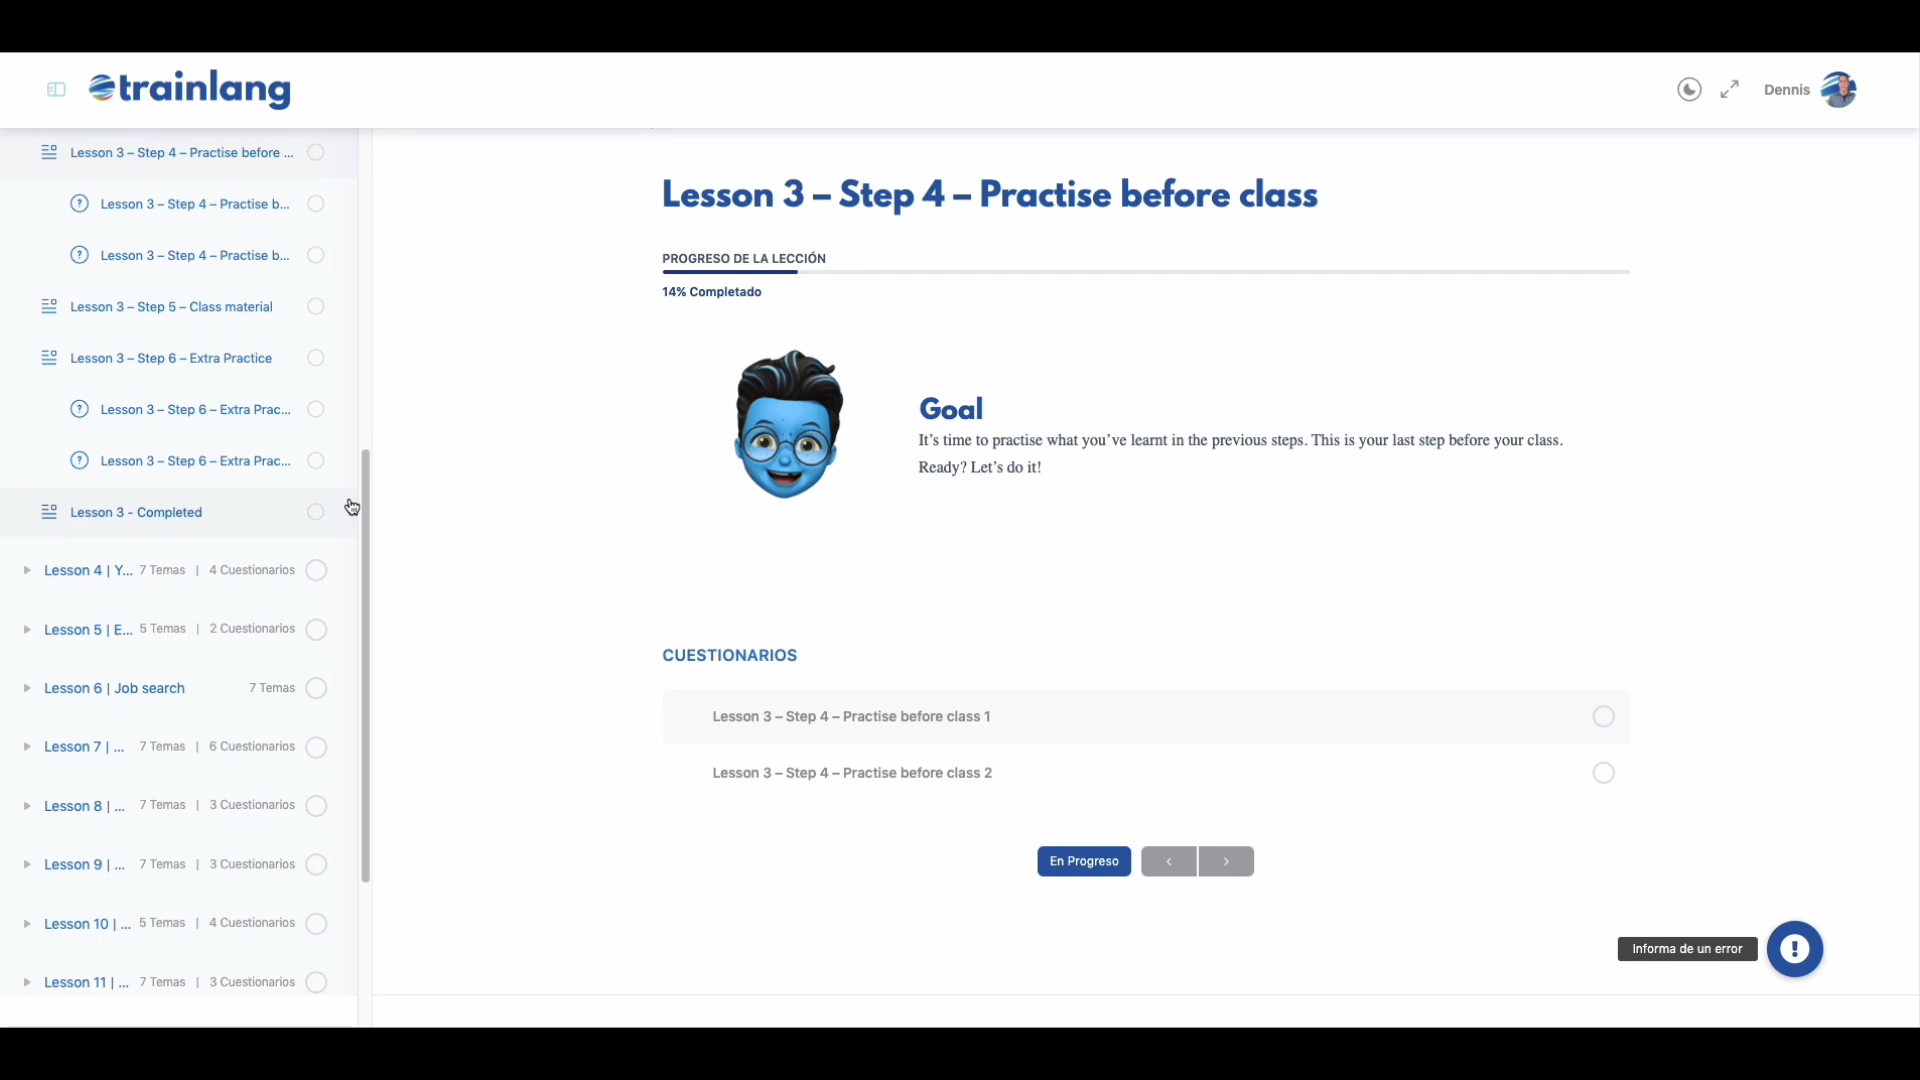 trainlang
Dennis
Lesson 3 – Step 4 – Practise before ...
Lesson 3 – Step 4 – Practise b...
Lesson 3 – Step 4 – Practise b...
Lesson 3 – Step 5 – Class material
Lesson 3 – Step 6 – Extra Practice
Lesson 3 – Step 6 – Extra Prac...
Lesson 3 – Step 6 – Extra Prac...
Lesson 3 - Completed
Lesson 4 | Y... 7 Temas | 4 Cuestionarios
Lesson 5 | E... 5 Temas | 2 Cuestionarios
Lesson 6 | Job search 7 Temas
Lesson 7 | ... 7 Temas | 6 Cuestionarios
Lesson 8 | ... 7 Temas | 3 Cuestionarios
Lesson 9 | ... 7 Temas | 3 Cuestionarios
Lesson 10 | ... 5 Temas | 4 Cuestionarios
Lesson 11 | ... 7 Temas | 3 Cuestionarios
Lesson 3 – Step 4 – Practise before class
PROGRESO DE LA LECCIÓN
14% Completado
Goal
It's time to practise what you've learnt in the previous steps. This is your last step before your class.
Ready? Let's do it!
CUESTIONARIOS
Lesson 3 – Step 4 – Practise before class 1
Lesson 3 – Step 4 – Practise before class 2
En Progreso
Informa de un error